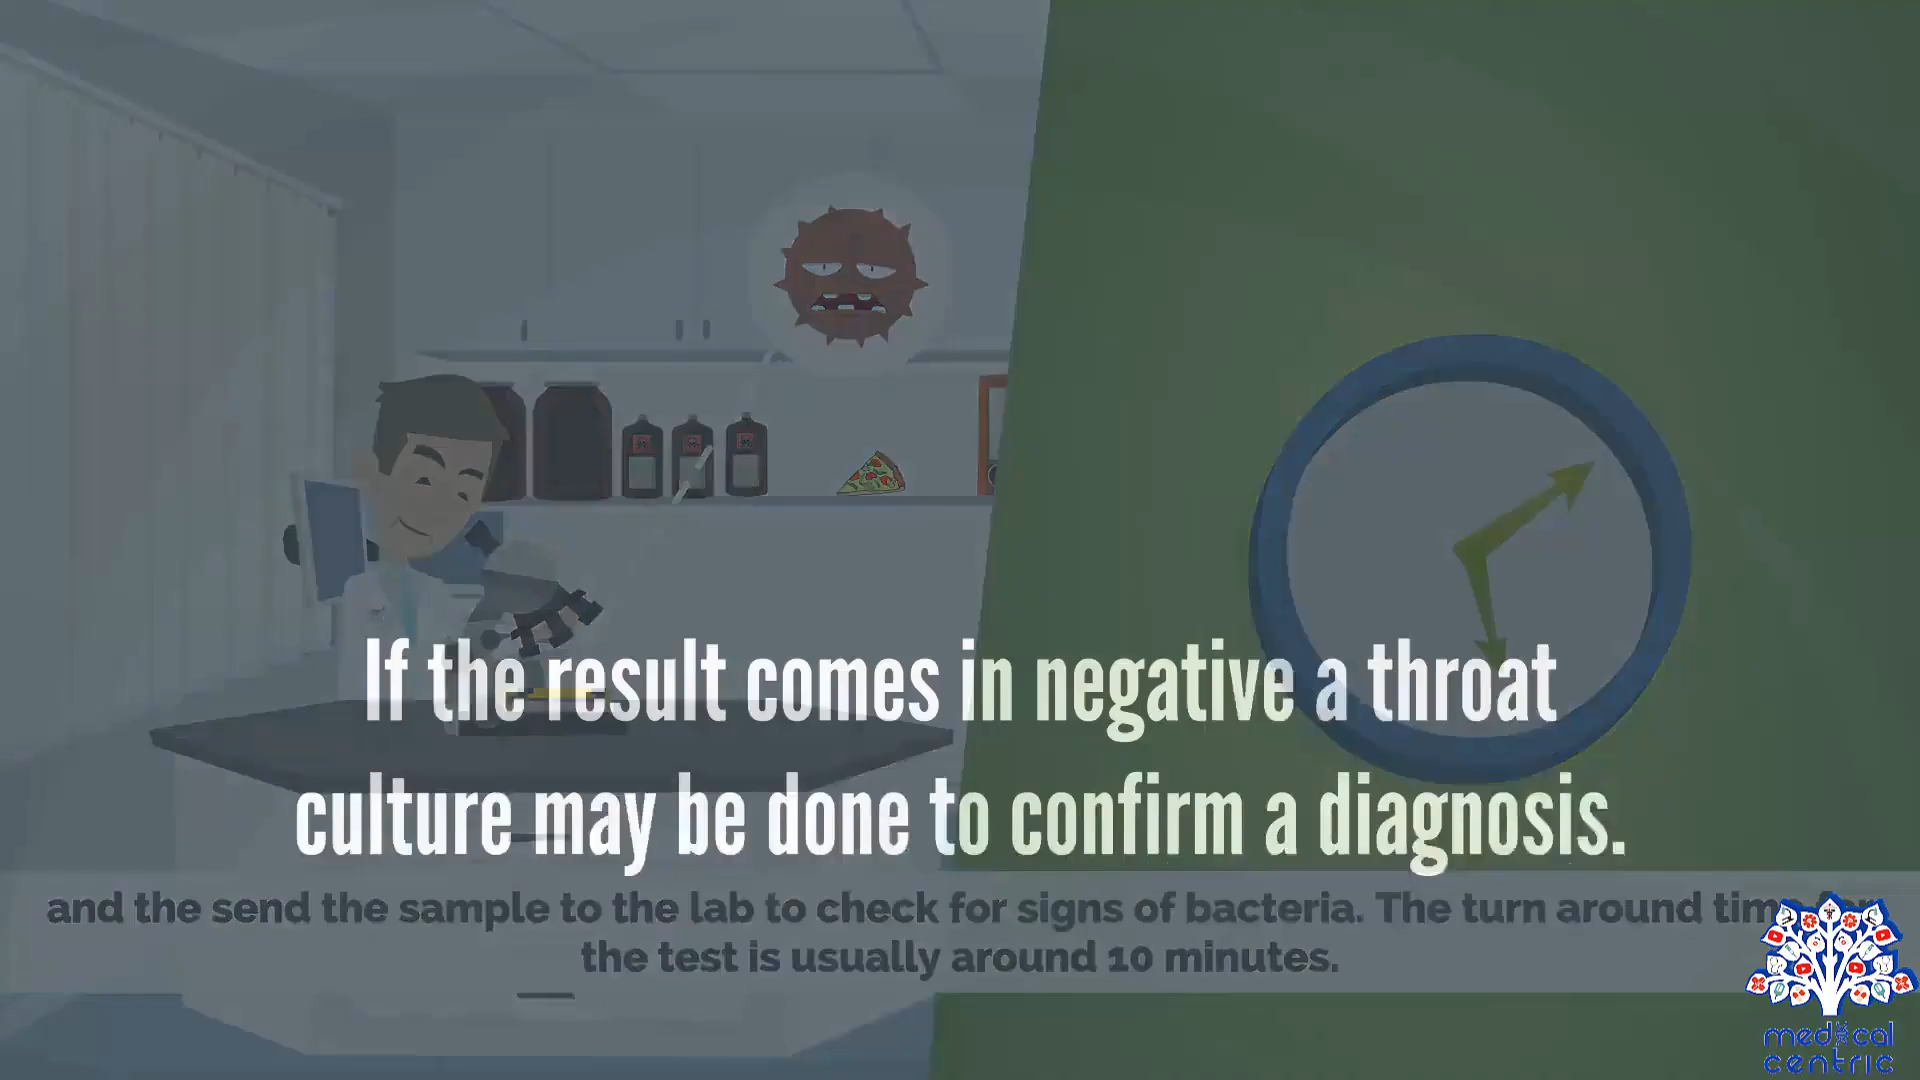 If the result comes in negative a throat
culture may be done to confirm a diagnosis.
and the send the sample to the lab to check for signs of bacteria. The turn around time for
the test is usually around 10 minutes.
medical
centric